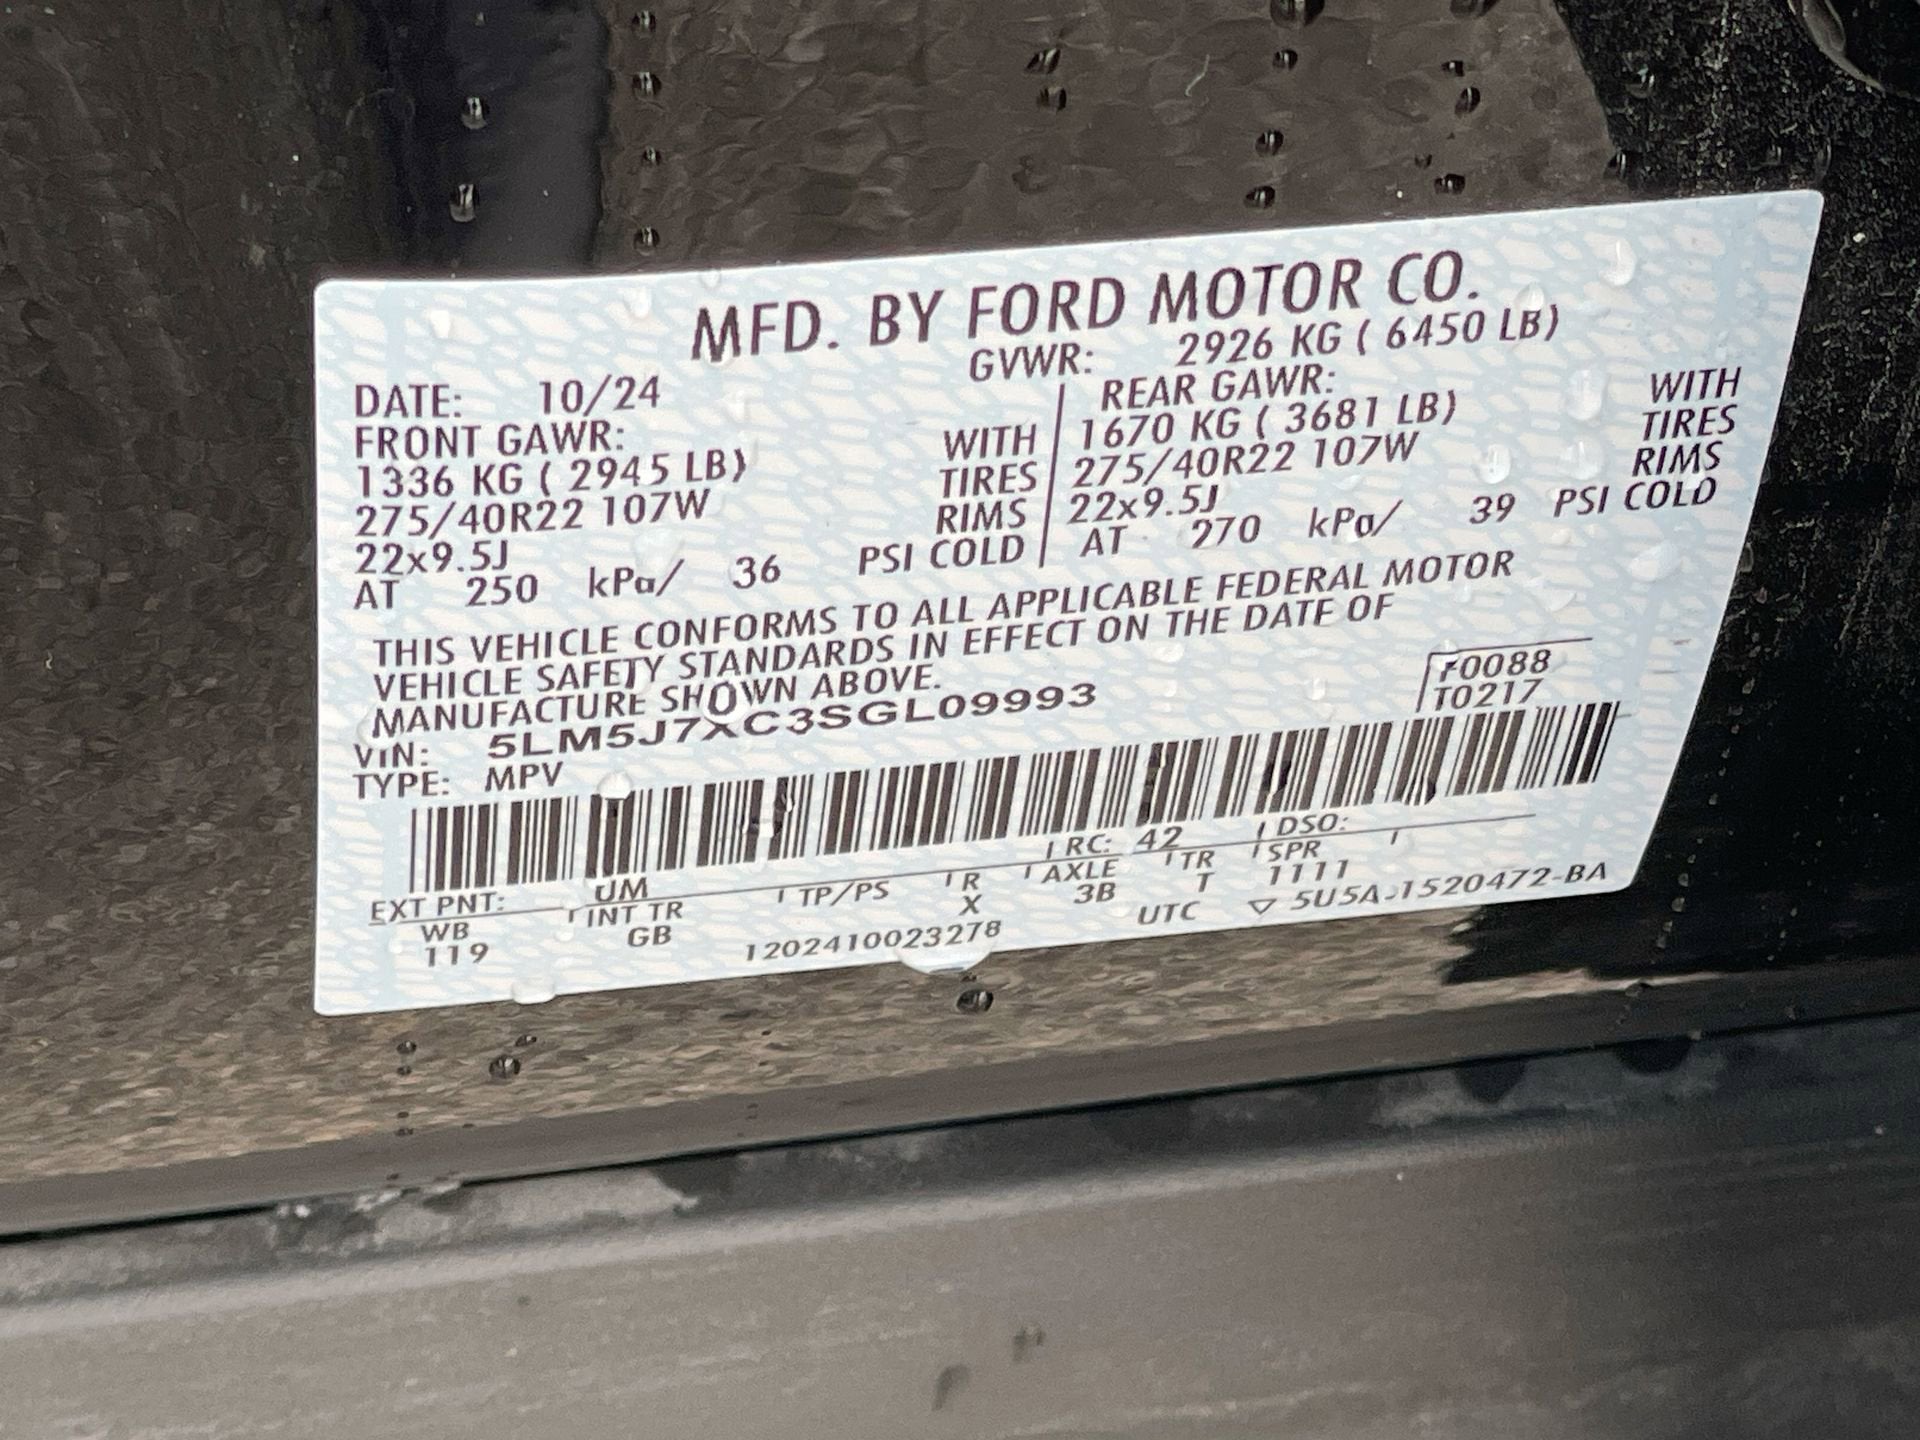 MFD. BY FORD MOTOR CO.
DATE: 10/24 GVWR: 2926 KG ( 6450 LB)
FRONT GAWR: WITH REAR GAWR: WITH
1336 KG ( 2945 LB) TIRES 1670 KG ( 3681 LB) TIRES
275/40R22 107W RIMS 275/40R22 107W RIMS
22x9.5J 22x9.5J
AT 250 kPa/ 36 PSI COLD AT 270 kPa/ 39 PSI COLD
THIS VEHICLE CONFORMS TO ALL APPLICABLE FEDERAL MOTOR
VEHICLE SAFETY STANDARDS IN EFFECT ON THE DATE OF
MANUFACTURE SHOWN ABOVE.
F0088
T0217
VIN: 5LM5J7XC3SGL09993
TYPE: MPV
EXT PNT: UM RC: 42 DSO:
WB INT TR TP/PS R AXLE TR SPR
119 GB X 3B T 1111
1202410023278 UTC ▽ 5U5A-1520472-BA